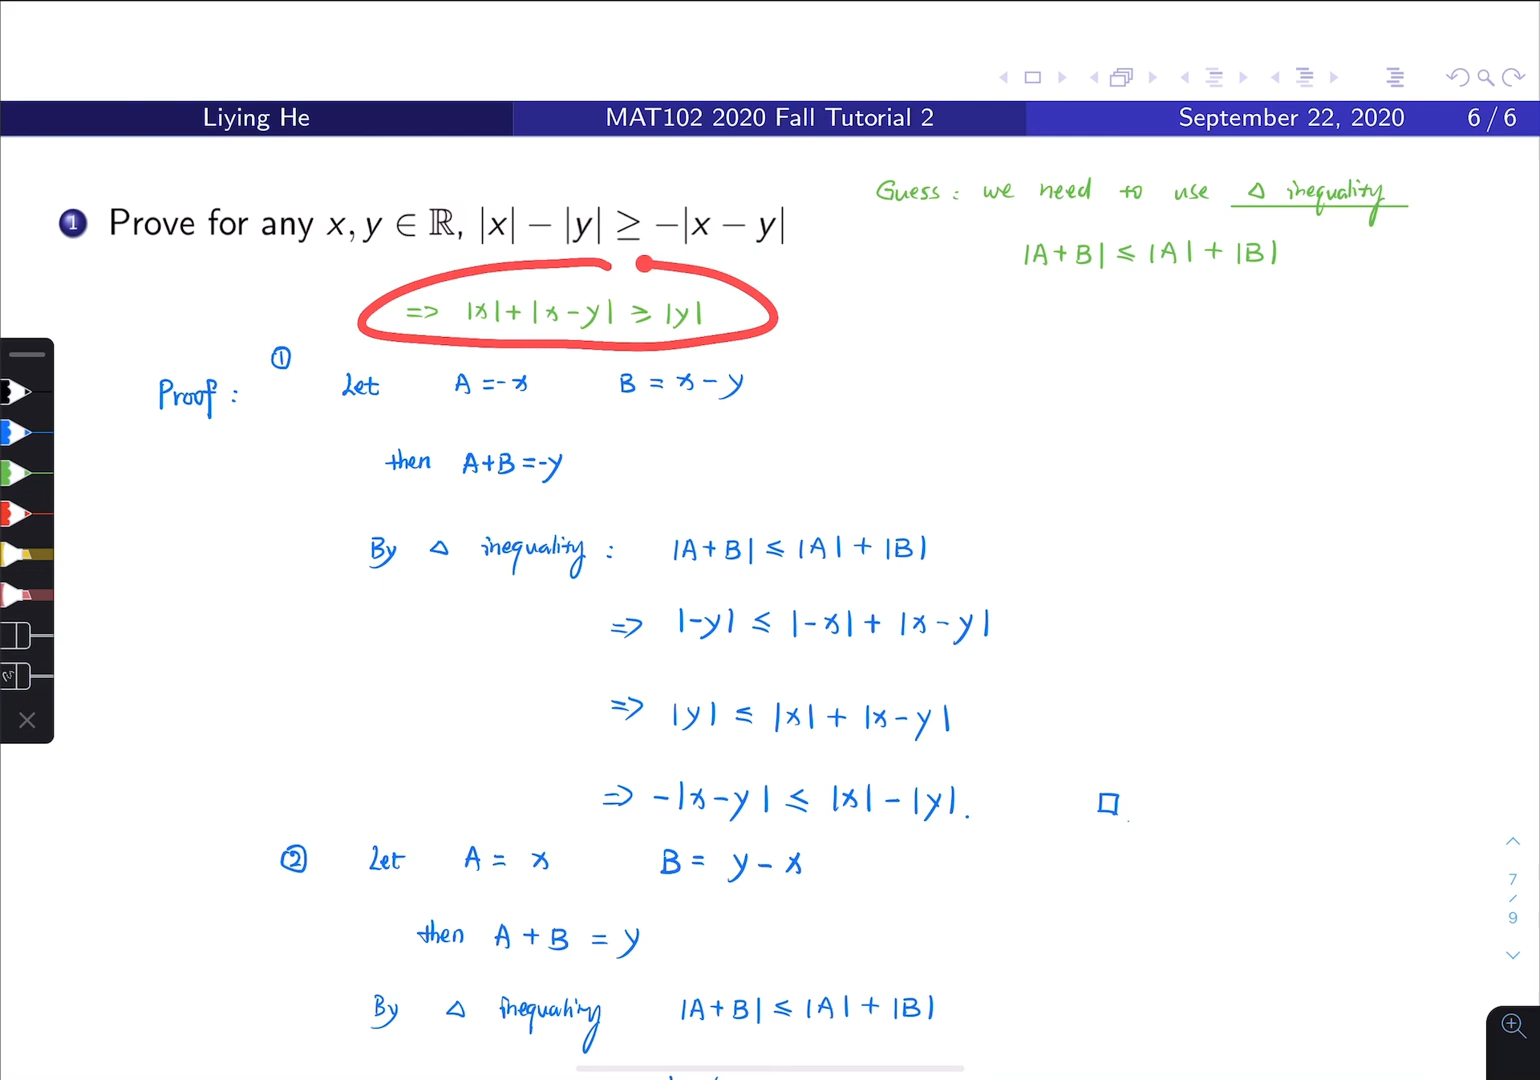 Liying He MAT102 2020 Fall Tutorial 2 September 22, 2020 6 / 6
Guess: we need to use △ inequality
1 Prove for any x, y ∈ ℝ, |x| − |y| ≥ −|x − y|
|A+B| ≤ |A| + |B|
=> |x|+|x-y| ≥ |y|
①
Proof: Let A = -x B = x-y
then A+B = -y
By △ inequality: |A+B| ≤ |A| + |B|
=> |-y| ≤ |-x| + |x-y|
=> |y| ≤ |x| + |x-y|
=> -|x-y| ≤ |x| - |y|. □
② Let A = x B = y - x
then A + B = y
By △ inequality |A+B| ≤ |A| + |B|
7
/
9